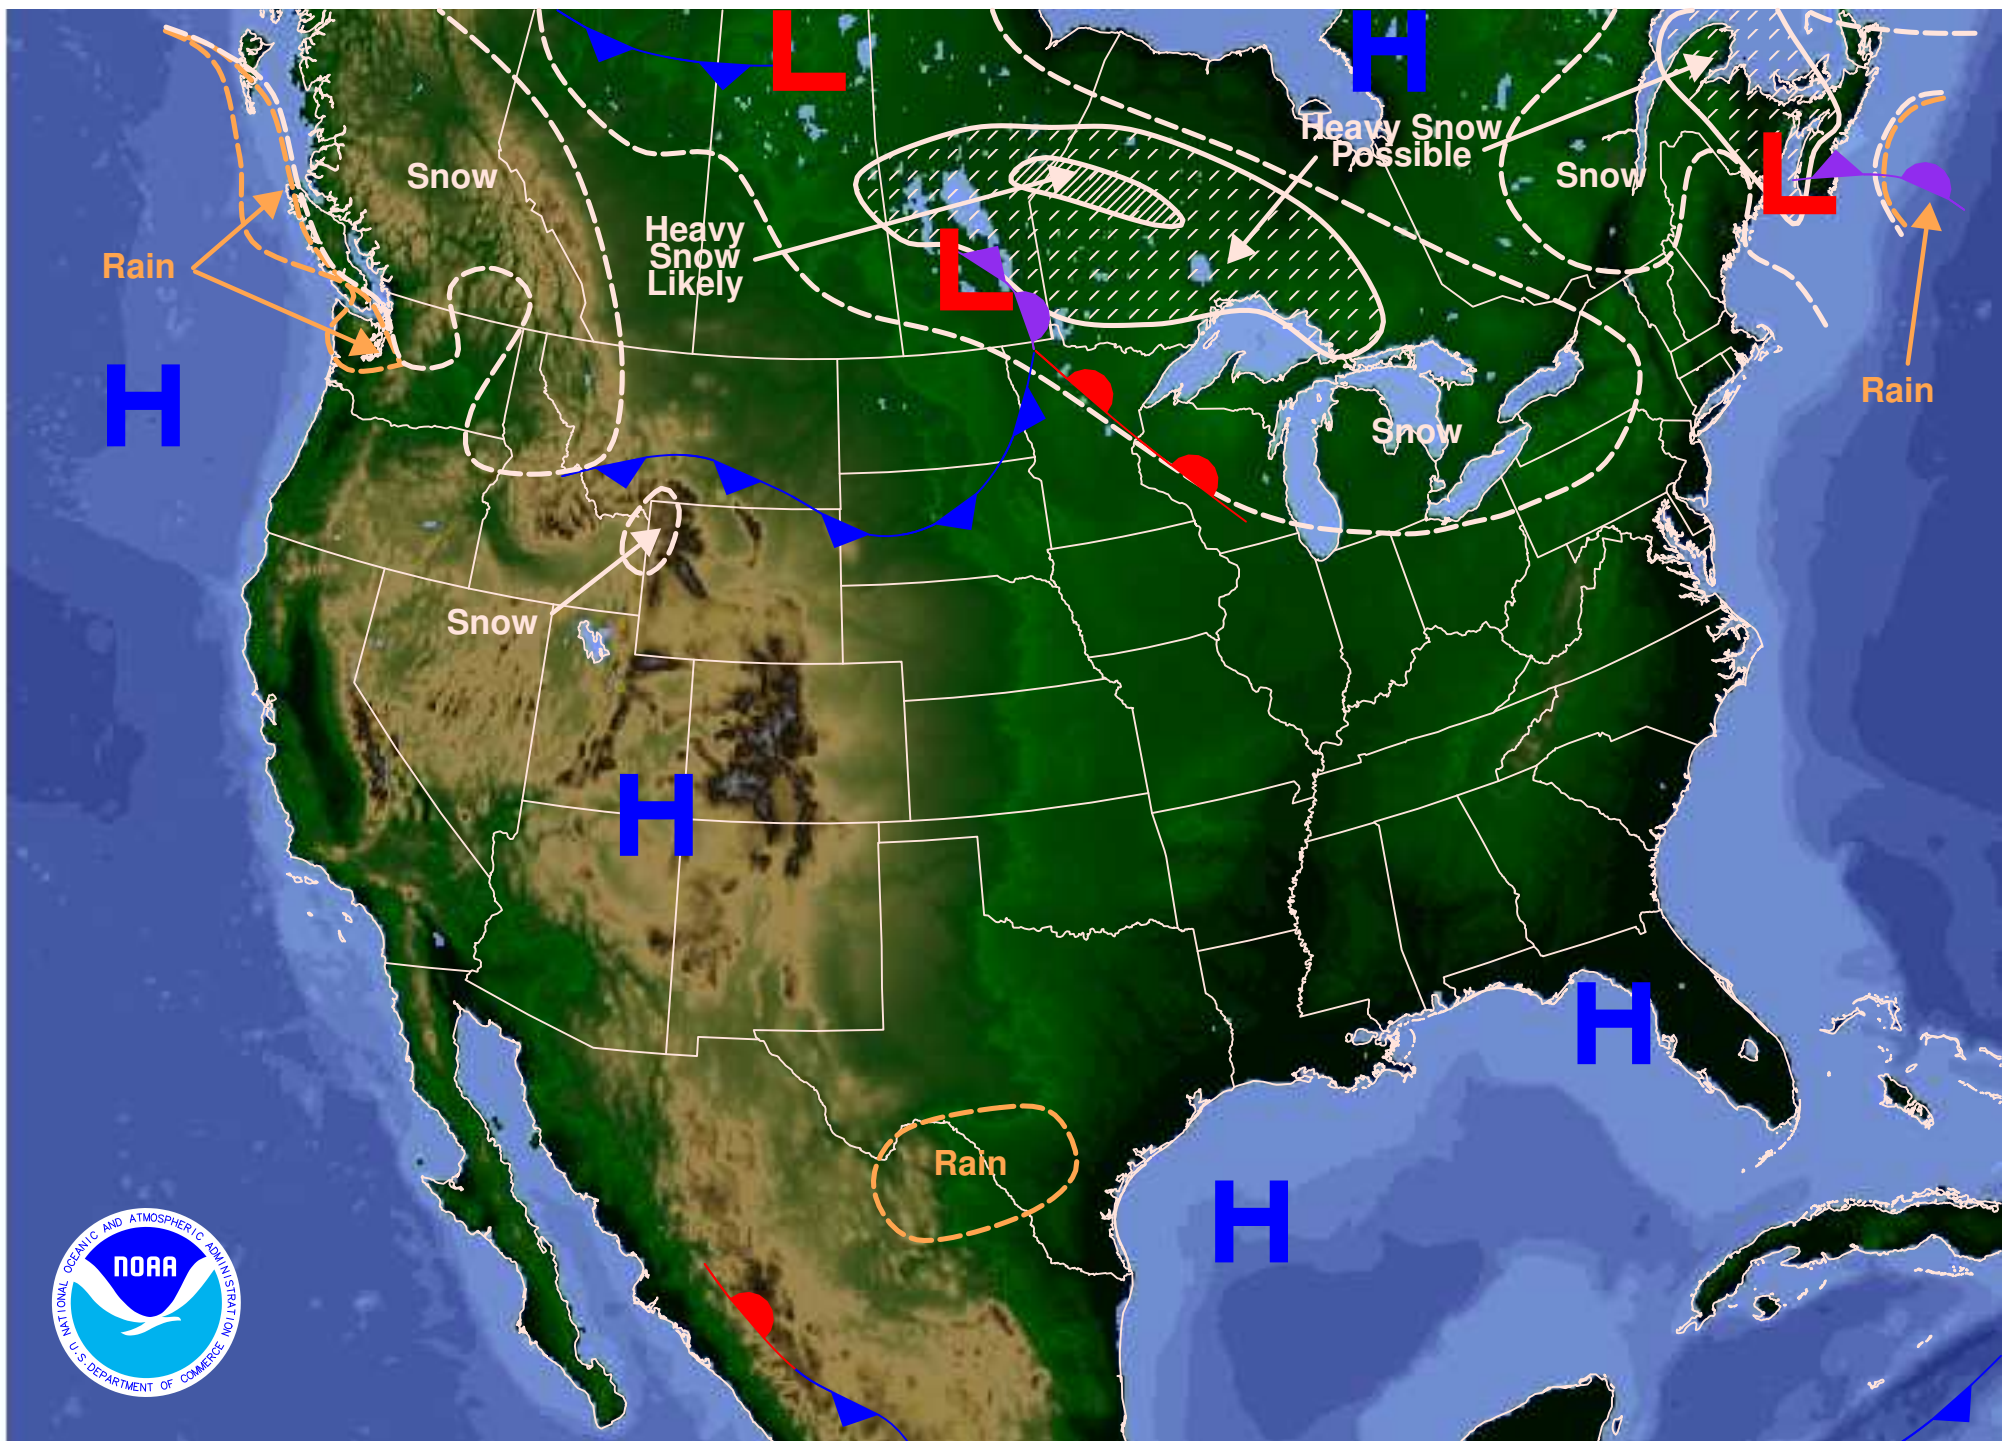 L
H
Heavy Snow
Possible
Snow
Snow
L
Heavy
Snow
Likely
Rain
L
H
Rain
Snow
Snow
H
H
Rain
H
NATIONAL OCEANIC AND ATMOSPHERIC ADMINISTRATION
NOAA
U.S. DEPARTMENT OF COMMERCE